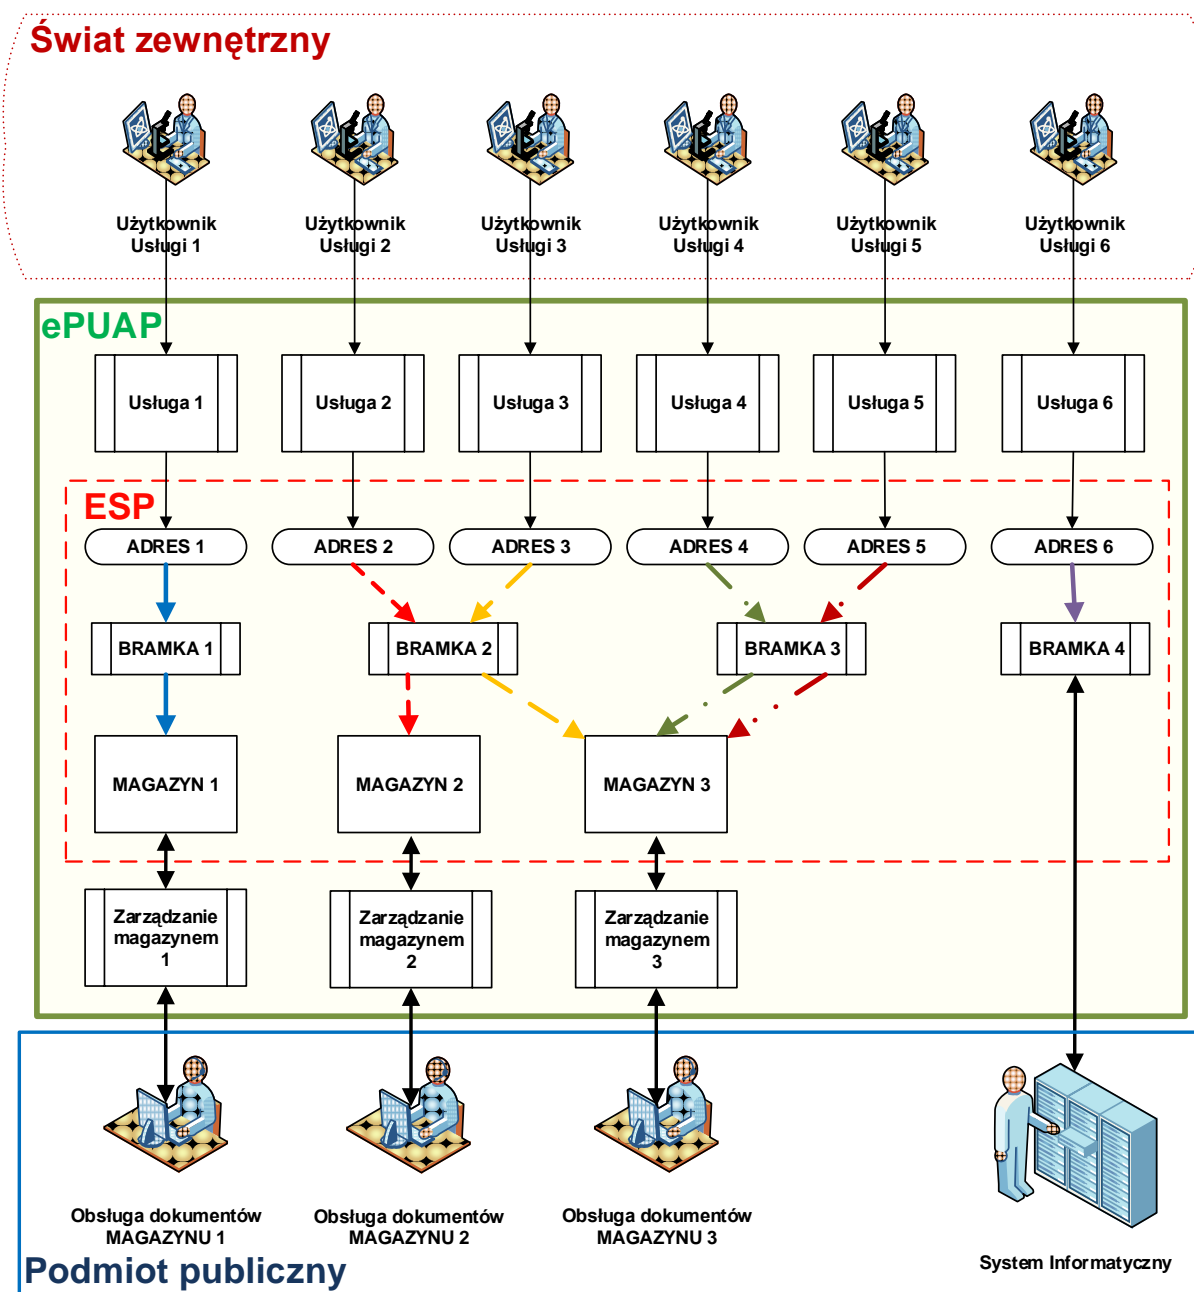 Świat zewnętrzny
Użytkownik
Usługi 1
Użytkownik
Usługi 2
Użytkownik
Usługi 3
Użytkownik
Usługi 4
Użytkownik
Usługi 5
Użytkownik
Usługi 6
ePUAP
Usługa 1
Usługa 2
Usługa 3
Usługa 4
Usługa 5
Usługa 6
ESP
ADRES 1
ADRES 2
ADRES 3
ADRES 4
ADRES 5
ADRES 6
BRAMKA 1
BRAMKA 2
BRAMKA 3
BRAMKA 4
MAGAZYN 1
MAGAZYN 2
MAGAZYN 3
Zarządzanie
magazynem
1
Zarządzanie
magazynem
2
Zarządzanie
magazynem
3
Obsługa dokumentów
MAGAZYNU 1
Obsługa dokumentów
MAGAZYNU 2
Obsługa dokumentów
MAGAZYNU 3
System Informatyczny
Podmiot publiczny